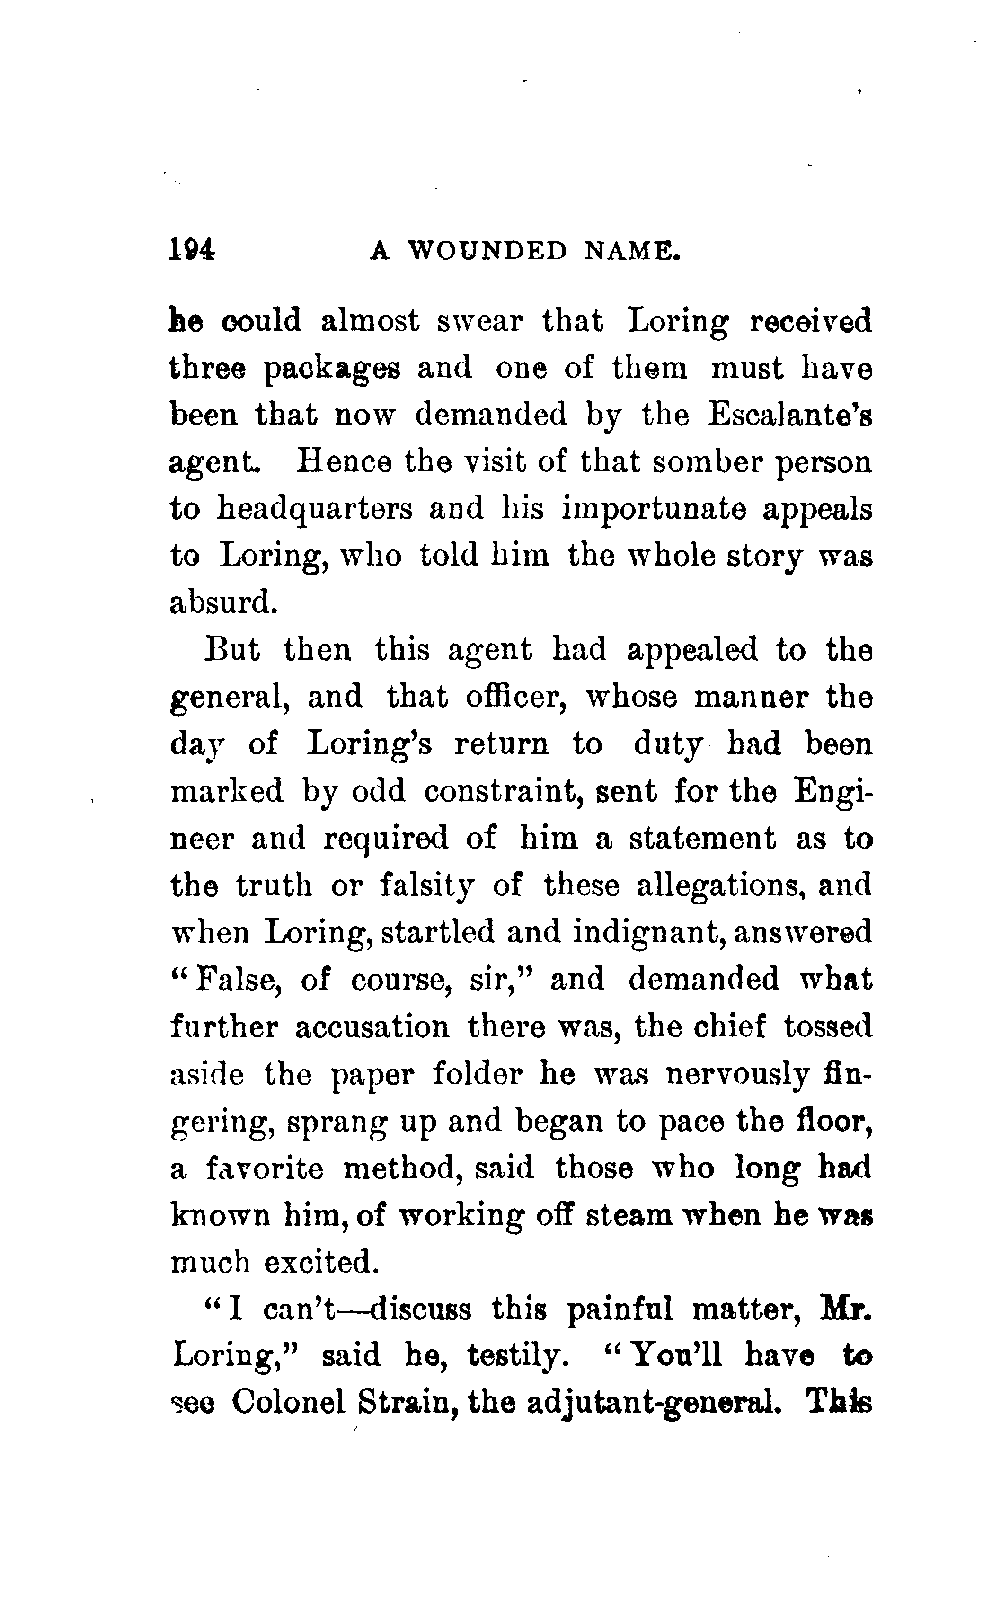 194 A WOUNDED NAME.
he could almost swear that Loring received
three packages and one of them must have
been that now demanded by the Escalante's
agent. Hence the visit of that somber person
to headquarters and his importunate appeals
to Loring, who told him the whole story was
absurd.
But then this agent had appealed to the
general, and that officer, whose manner the
day of Loring's return to duty had been
marked by odd constraint, sent for the Engi-
neer and required of him a statement as to
the truth or falsity of these allegations, and
when Loring, startled and indignant, answered
"False, of course, sir," and demanded what
further accusation there was, the chief tossed
aside the paper folder he was nervously fin-
gering, sprang up and began to pace the floor,
a favorite method, said those who long had
known him, of working off steam when he was
much excited.
"I can't—discuss this painful matter, Mr.
Loring," said he, testily. "You'll have to
see Colonel Strain, the adjutant-general. This